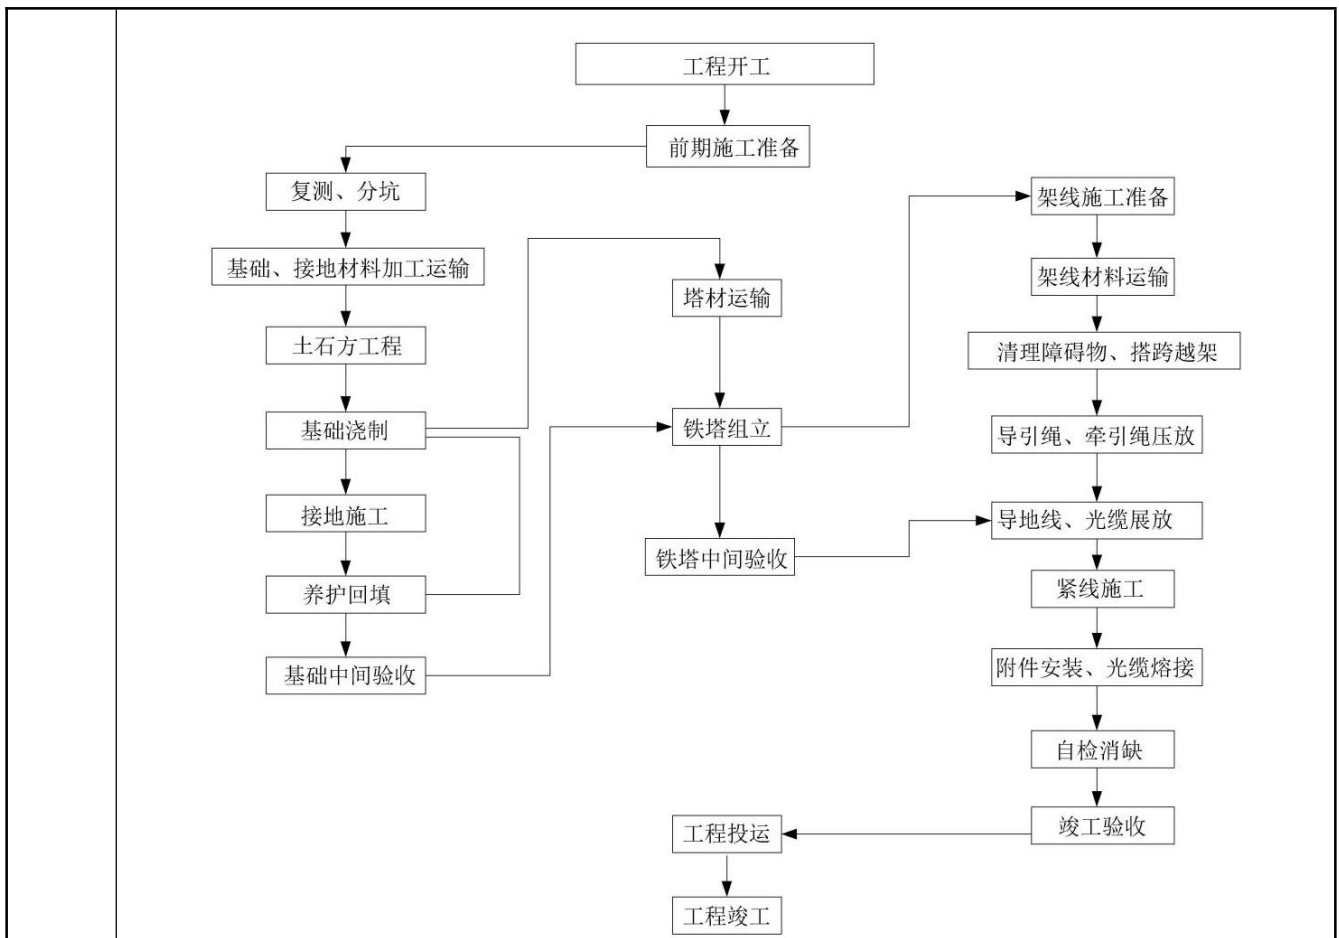 工程开工
前期施工准备
复测、分坑
基础、接地材料加工运输
土石方工程
基础浇制
接地施工
养护回填
基础中间验收
塔材运输
铁塔组立
铁塔中间验收
架线施工准备
架线材料运输
清理障碍物、搭跨越架
导引绳、牵引绳压放
导地线、光缆展放
紧线施工
附件安装、光缆熔接
自检消缺
竣工验收
工程投运
工程竣工